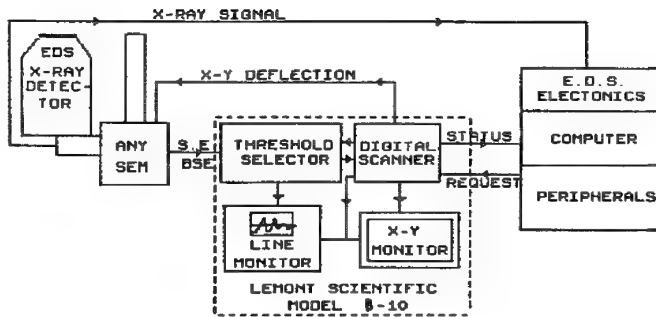 X-RAY SIGNAL
EDS
X-RAY
DETEC-
TOR
X-Y DEFLECTION
E.D.S.
ELECTONICS
ANY
SEM
S.E
BSE
THRESHOLD
SELECTOR
DIGITAL
SCANNER
STATUS
REQUEST
COMPUTER
PERIPHERALS
LINE
MONITOR
X-Y
MONITOR
LEMONT SCIENTIFIC
MODEL B-10